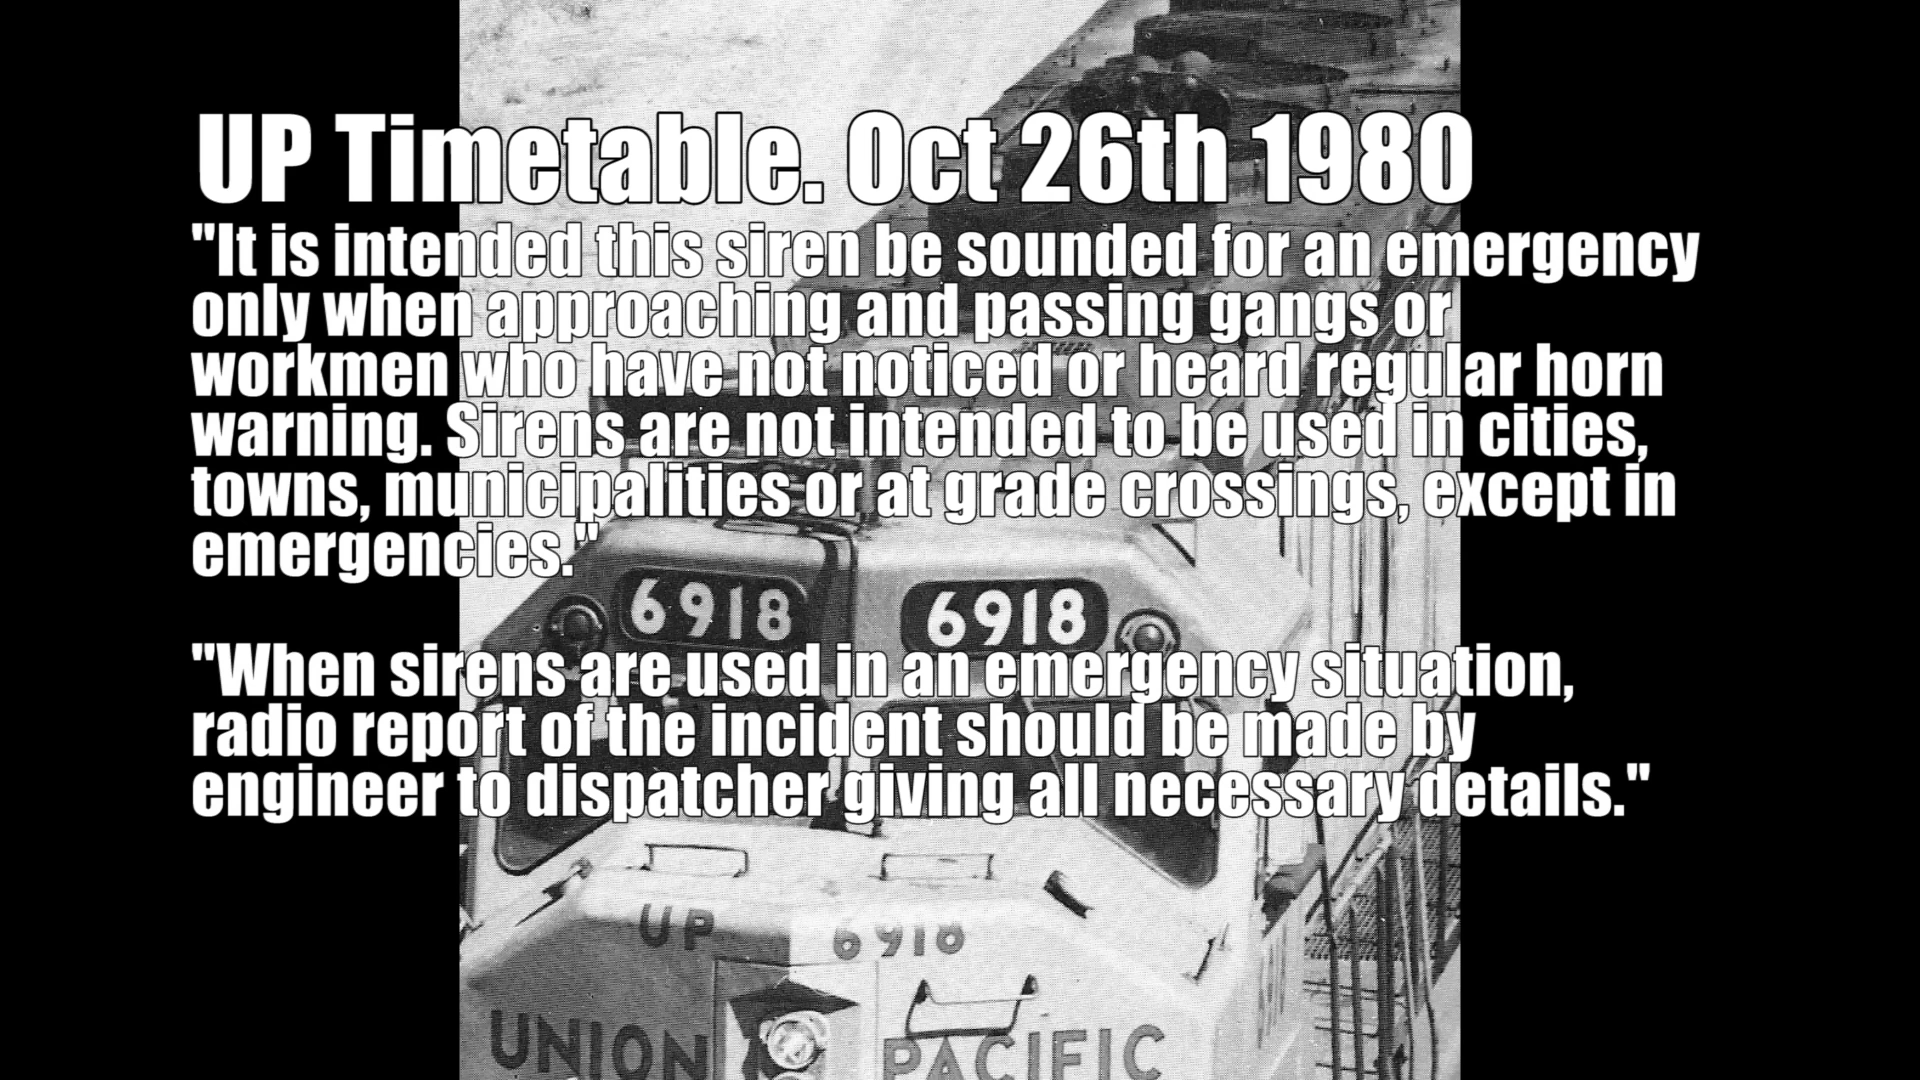 UP Timetable. Oct 26th 1980
"It is intended this siren be sounded for an emergency
only when approaching and passing gangs or
workmen who have not noticed or heard regular horn
warning. Sirens are not intended to be used in cities,
towns, municipalities or at grade crossings, except in
emergencies."
6918 6918
"When sirens are used in an emergency situation,
radio report of the incident should be made by
engineer to dispatcher giving all necessary details."
UP 6918
UNION PACIFIC